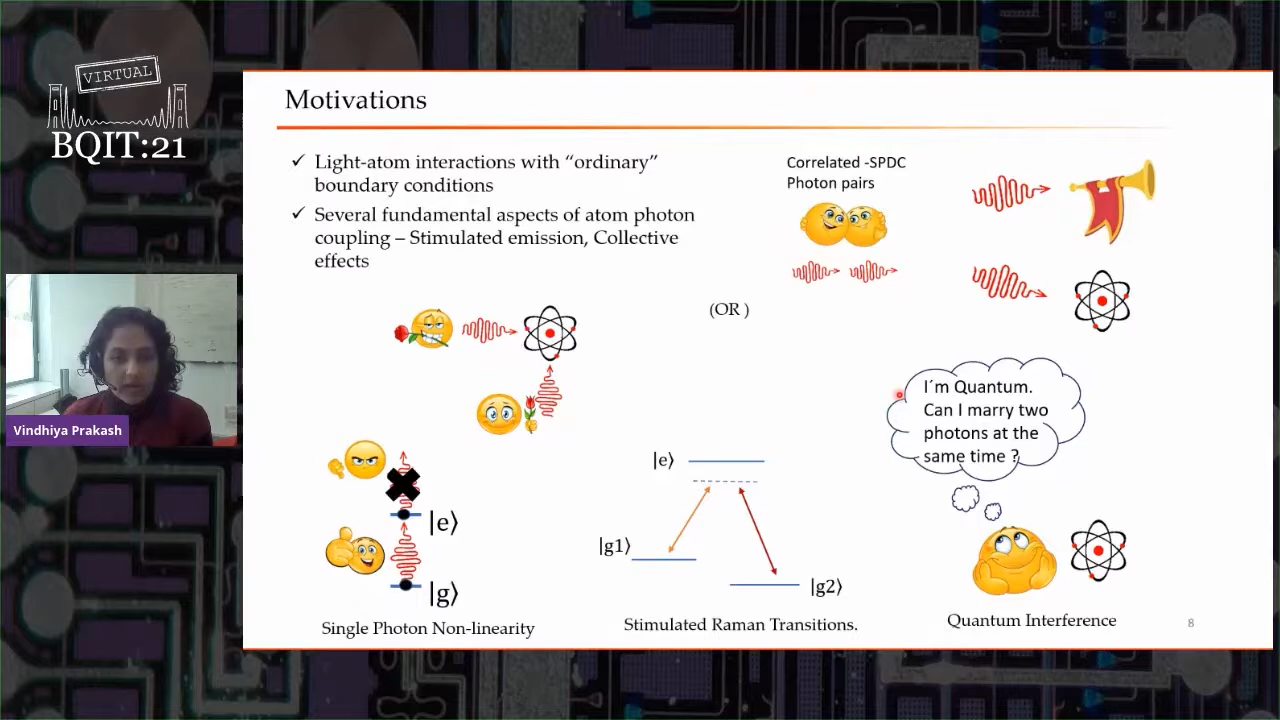 VIRTUAL
BQIT:21
Vindhiya Prakash
Motivations
✓ Light-atom interactions with “ordinary”
boundary conditions
✓ Several fundamental aspects of atom photon
coupling – Stimulated emission, Collective
effects
Correlated -SPDC
Photon pairs
(OR )
I´m Quantum.
Can I marry two
photons at the
same time ?
|e⟩
|g⟩
Single Photon Non-linearity
|e⟩
|g1⟩
|g2⟩
Stimulated Raman Transitions.
Quantum Interference
8